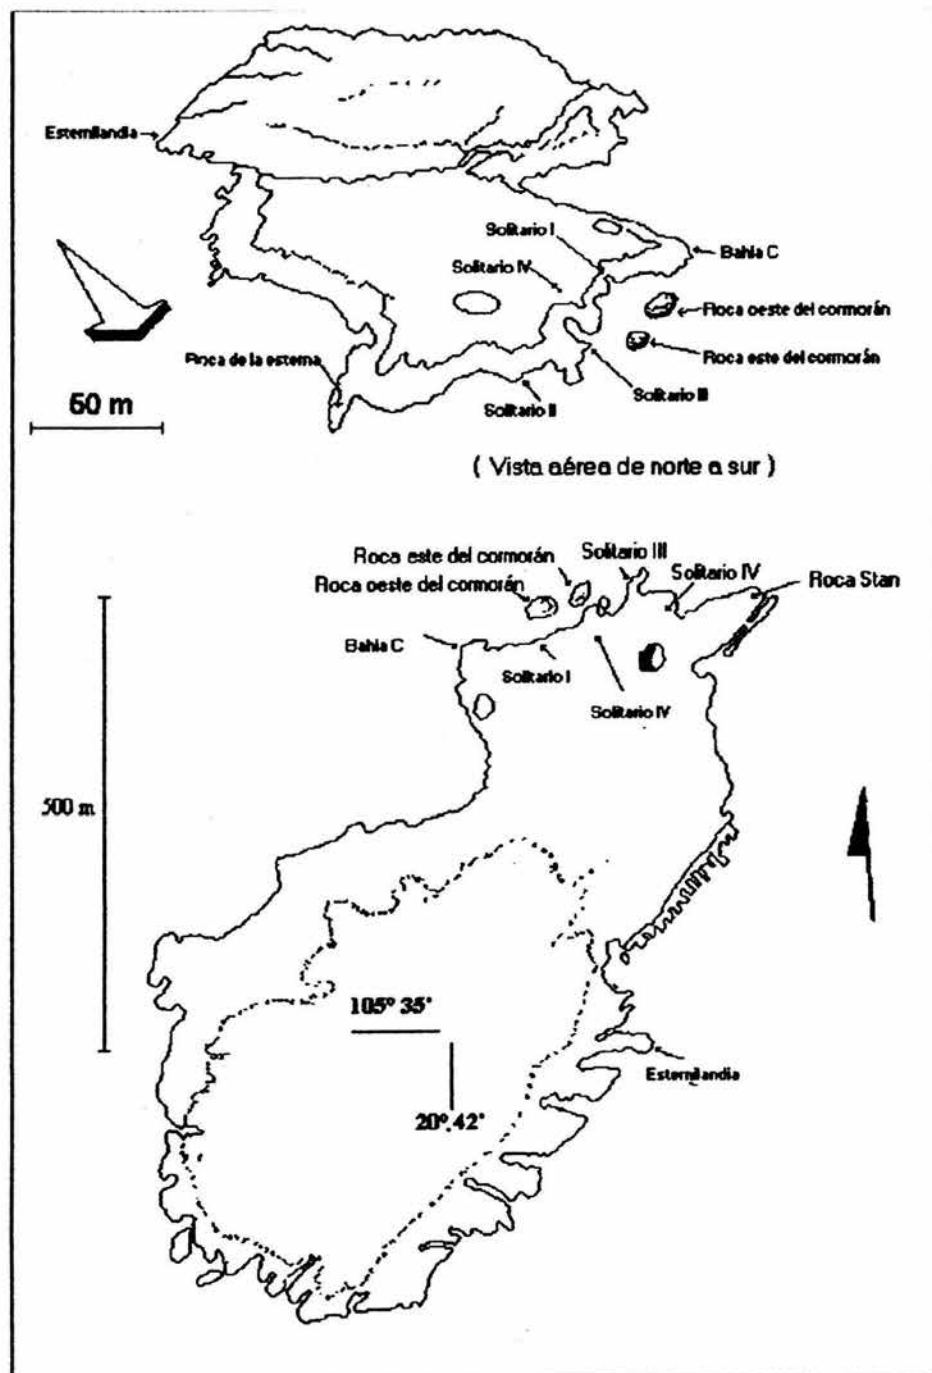 Esternilandia
Solitario I
Bahia C
Solitario IV
Roca oeste del cormorán
Roca este del cormorán
Roca de la esterna
Solitario III
Solitario II
60 m
( Vista aérea de norte a sur )
Roca este del cormorán
Solitario III
Solitario IV
Roca oeste del cormorán
Roca Stan
Bahia C
Solitario I
Solitario IV
500 m
105° 35'
Esternilandia
20°.42'